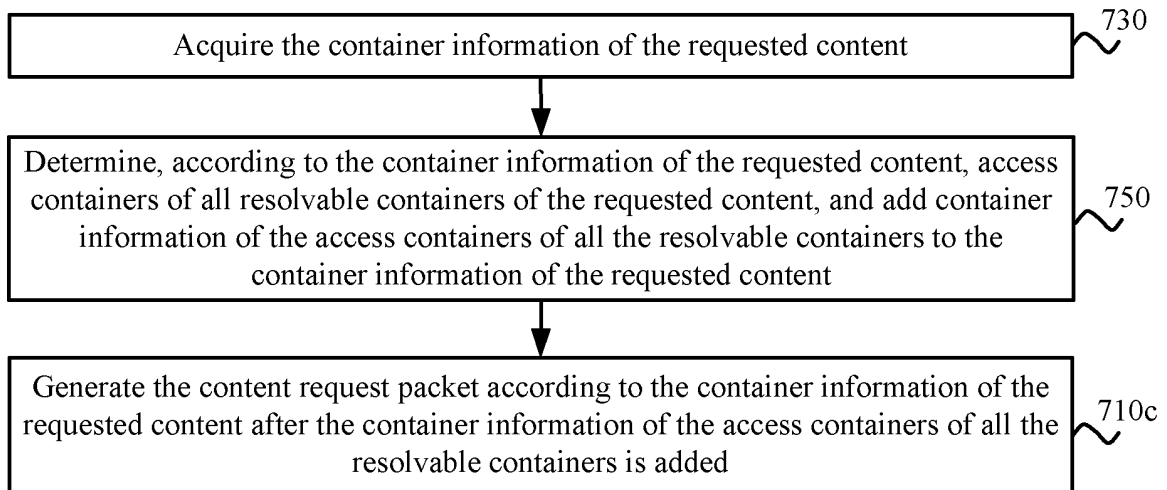 730
Acquire the container information of the requested content
Determine, according to the container information of the requested content, access
containers of all resolvable containers of the requested content, and add container
information of the access containers of all the resolvable containers to the
container information of the requested content
750
Generate the content request packet according to the container information of the
requested content after the container information of the access containers of all the
resolvable containers is added
710c